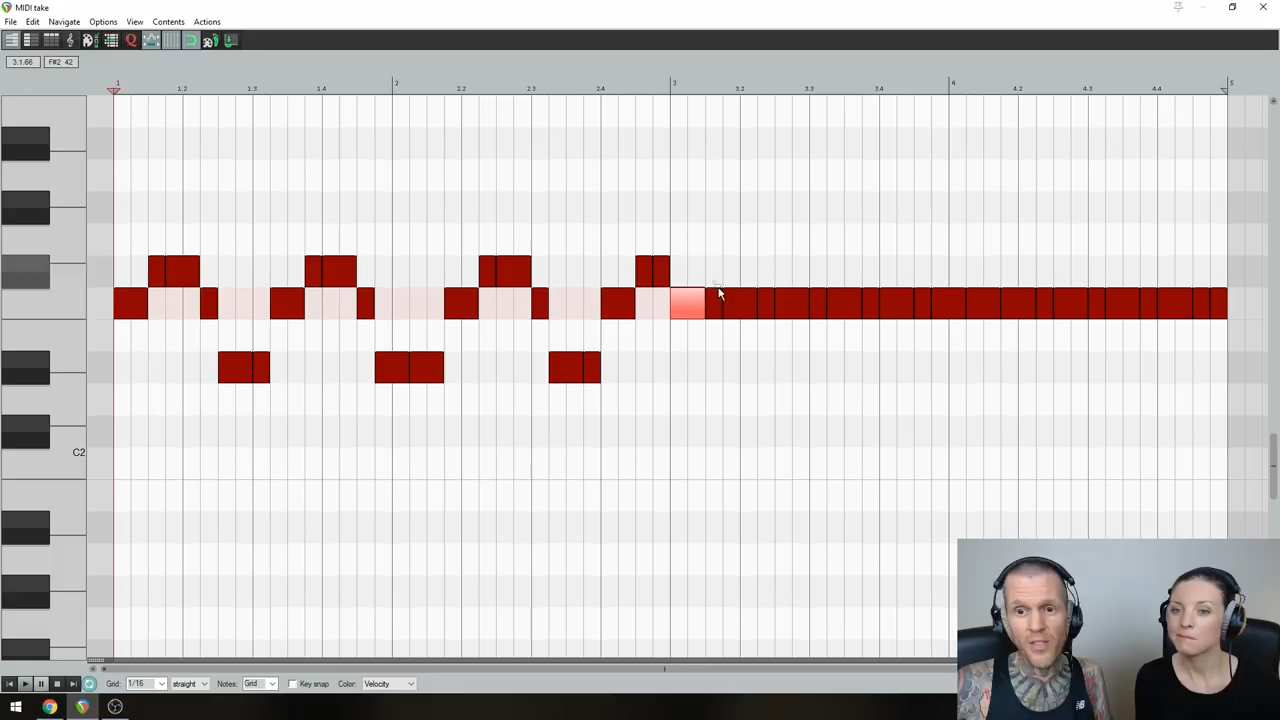 MIDI take
File Edit Navigate Options View Contents Actions
Q
3.1.66 F#2 42
1 1.2 1.3 1.4 2 2.2 2.3 2.4 3 3.2 3.3 3.4 4 4.2 4.3 4.4 5
C2
Grid: 1/16 straight Notes: Grid Key snap Color: Velocity